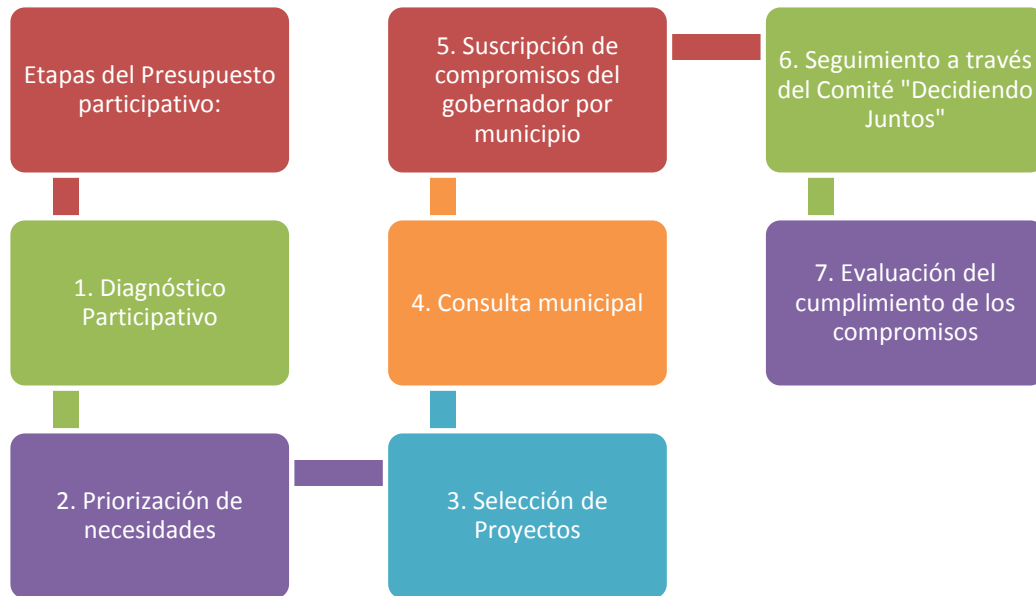 Etapas del Presupuesto
participativo:
1. Diagnóstico
Participativo
2. Priorización de
necesidades
3. Selección de
Proyectos
4. Consulta municipal
5. Suscripción de
compromisos del
gobernador por
municipio
6. Seguimiento a través
del Comité "Decidiendo
Juntos"
7. Evaluación del
cumplimiento de los
compromisos